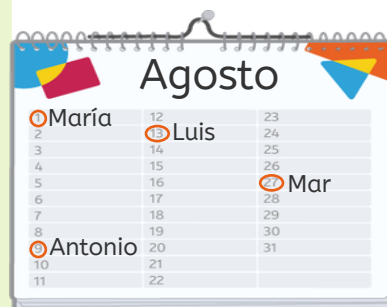 Agosto
1 María 12 23
2 13 Luis 24
3 14 25
4 15 26
5 16 27 Mar
6 17 28
7 18 29
8 19 30
9 Antonio 20 31
10 21
11 22